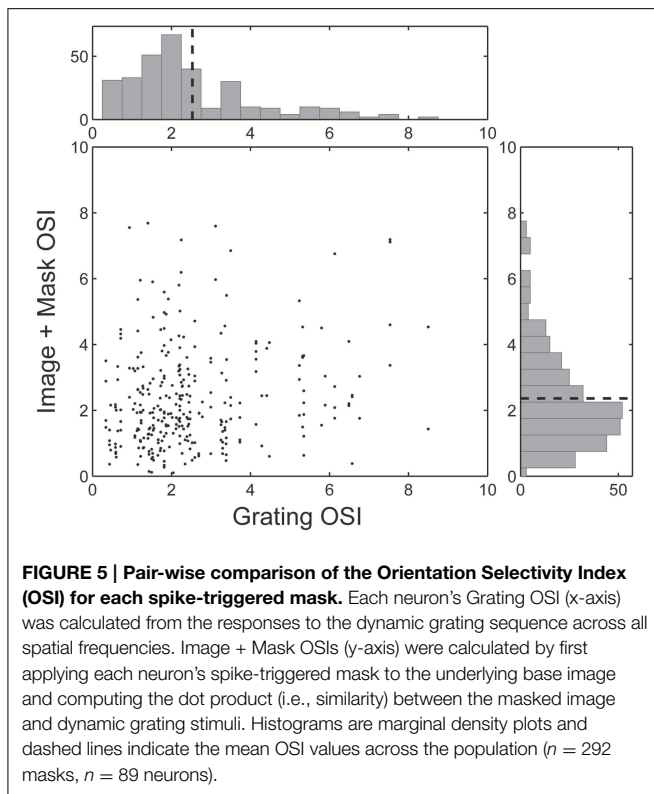 50
0
0 2 4 6 8 10
10
8
6
4
2
0
Image + Mask OSI
0 2 4 6 8 10
Grating OSI
10
8
6
4
2
0
0 50
FIGURE 5 | Pair-wise comparison of the Orientation Selectivity Index
(OSI) for each spike-triggered mask. Each neuron's Grating OSI (x-axis)
was calculated from the responses to the dynamic grating sequence across all
spatial frequencies. Image + Mask OSIs (y-axis) were calculated by first
applying each neuron's spike-triggered mask to the underlying base image
and computing the dot product (i.e., similarity) between the masked image
and dynamic grating stimuli. Histograms are marginal density plots and
dashed lines indicate the mean OSI values across the population (n = 292
masks, n = 89 neurons).